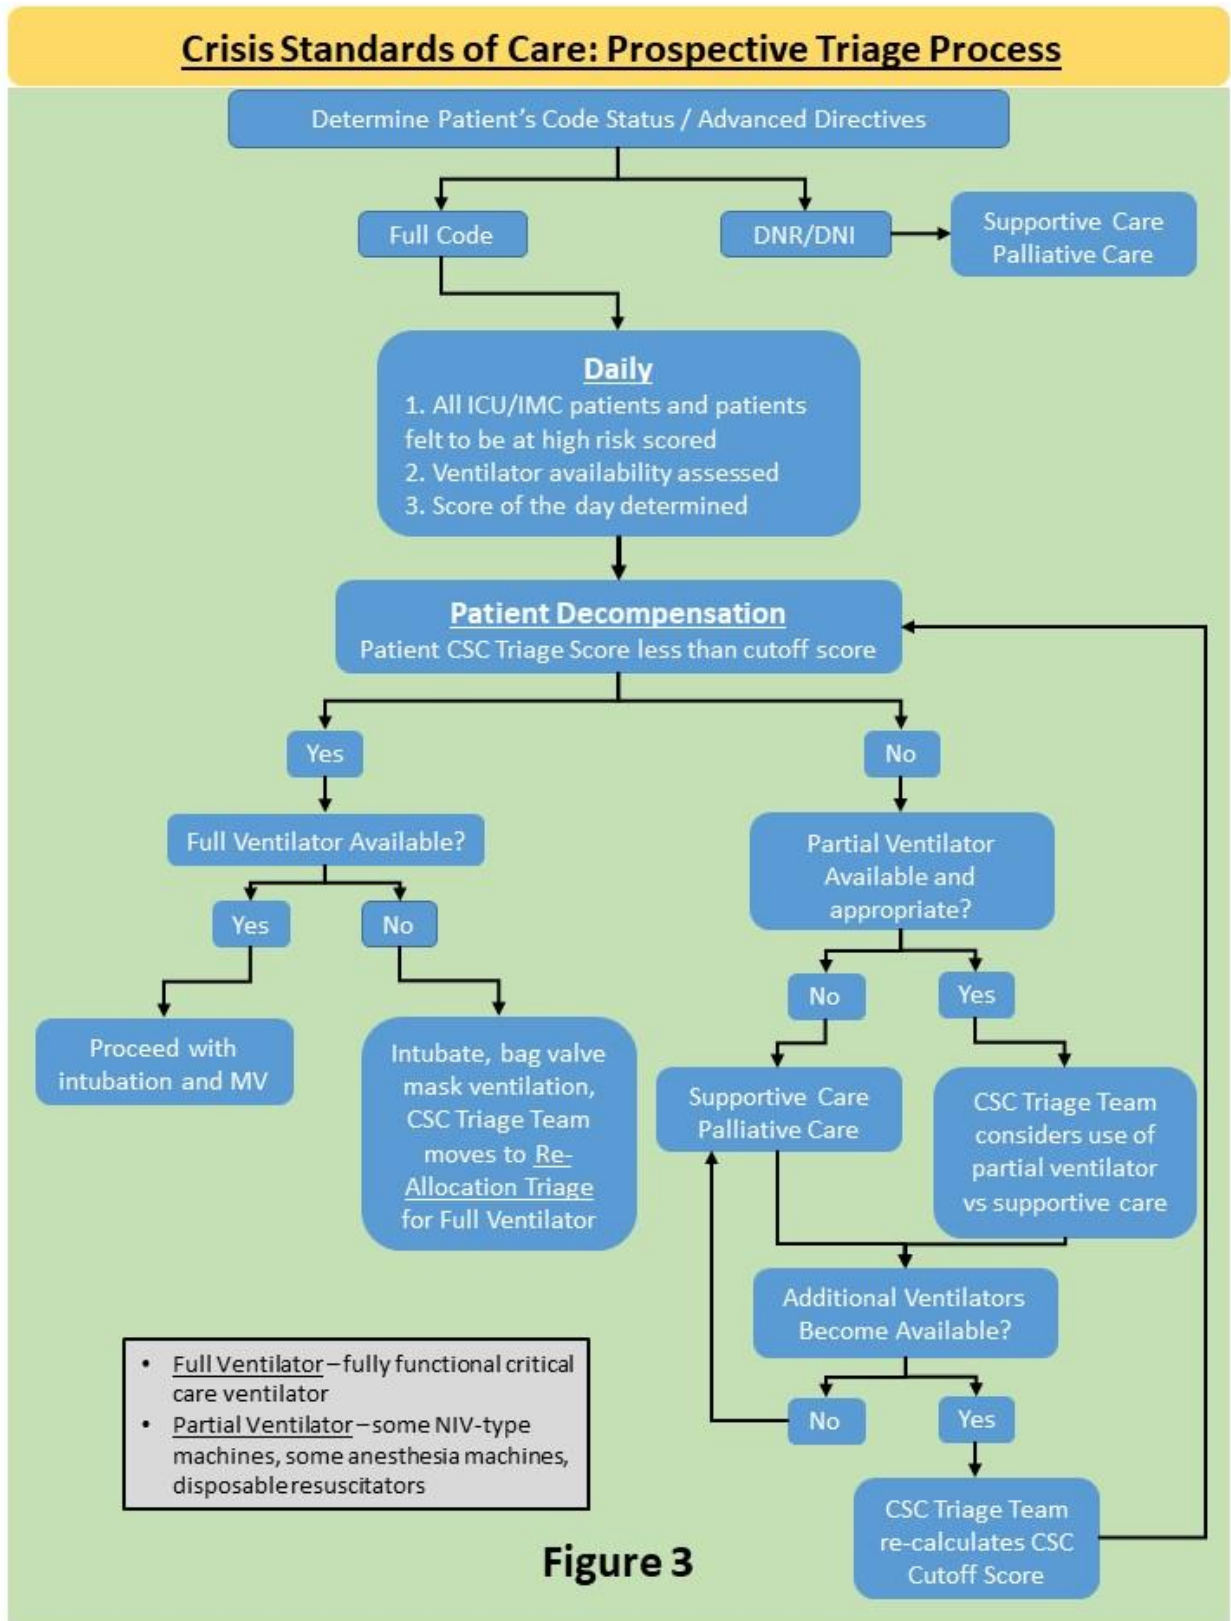 Crisis Standards of Care: Prospective Triage Process
Determine Patient's Code Status / Advanced Directives
Full Code
DNR/DNI
Supportive Care
Palliative Care
Daily
1. All ICU/IMC patients and patients
felt to be at high risk scored
2. Ventilator availability assessed
3. Score of the day determined
Patient Decompensation
Patient CSC Triage Score less than cutoff score
Yes
No
Full Ventilator Available?
Yes
No
Proceed with
intubation and MV
Intubate, bag valve
mask ventilation,
CSC Triage Team
moves to Re-
Allocation Triage
for Full Ventilator
Partial Ventilator
Available and
appropriate?
No
Yes
Supportive Care
Palliative Care
CSC Triage Team
considers use of
partial ventilator
vs supportive care
Additional Ventilators
Become Available?
No
Yes
CSC Triage Team
re-calculates CSC
Cutoff Score
• Full Ventilator – fully functional critical
care ventilator
• Partial Ventilator – some NIV-type
machines, some anesthesia machines,
disposable resuscitators
Figure 3